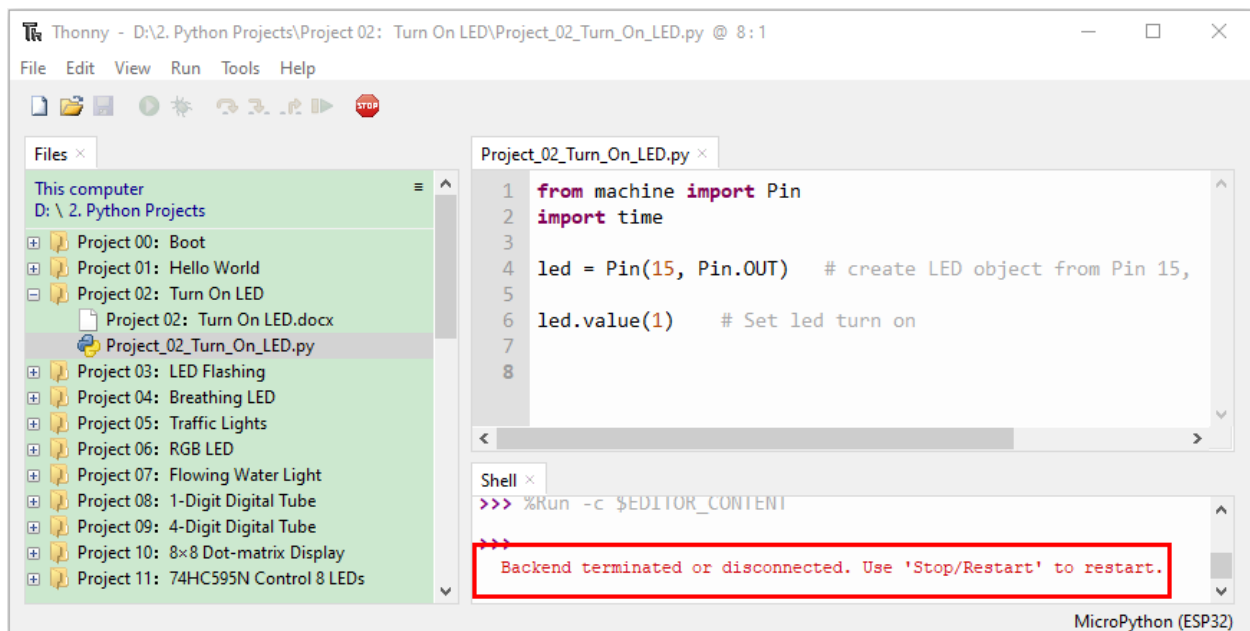 Thonny - D:\2. Python Projects\Project 02： Turn On LED\Project_02_Turn_On_LED.py @ 8:1
File Edit View Run Tools Help
STOP
Files
This computer
D: \ 2. Python Projects
Project 00：Boot
Project 01：Hello World
Project 02：Turn On LED
Project 02：Turn On LED.docx
Project_02_Turn_On_LED.py
Project 03：LED Flashing
Project 04：Breathing LED
Project 05：Traffic Lights
Project 06：RGB LED
Project 07：Flowing Water Light
Project 08：1-Digit Digital Tube
Project 09：4-Digit Digital Tube
Project 10：8×8 Dot-matrix Display
Project 11：74HC595N Control 8 LEDs
Project_02_Turn_On_LED.py
1 from machine import Pin
2 import time
3
4 led = Pin(15, Pin.OUT)   # create LED object from Pin 15,
5
6 led.value(1)    # Set led turn on
7
8
Shell
>>> %Run -c $EDITOR_CONTENT
>>>
Backend terminated or disconnected. Use 'Stop/Restart' to restart.
MicroPython (ESP32)